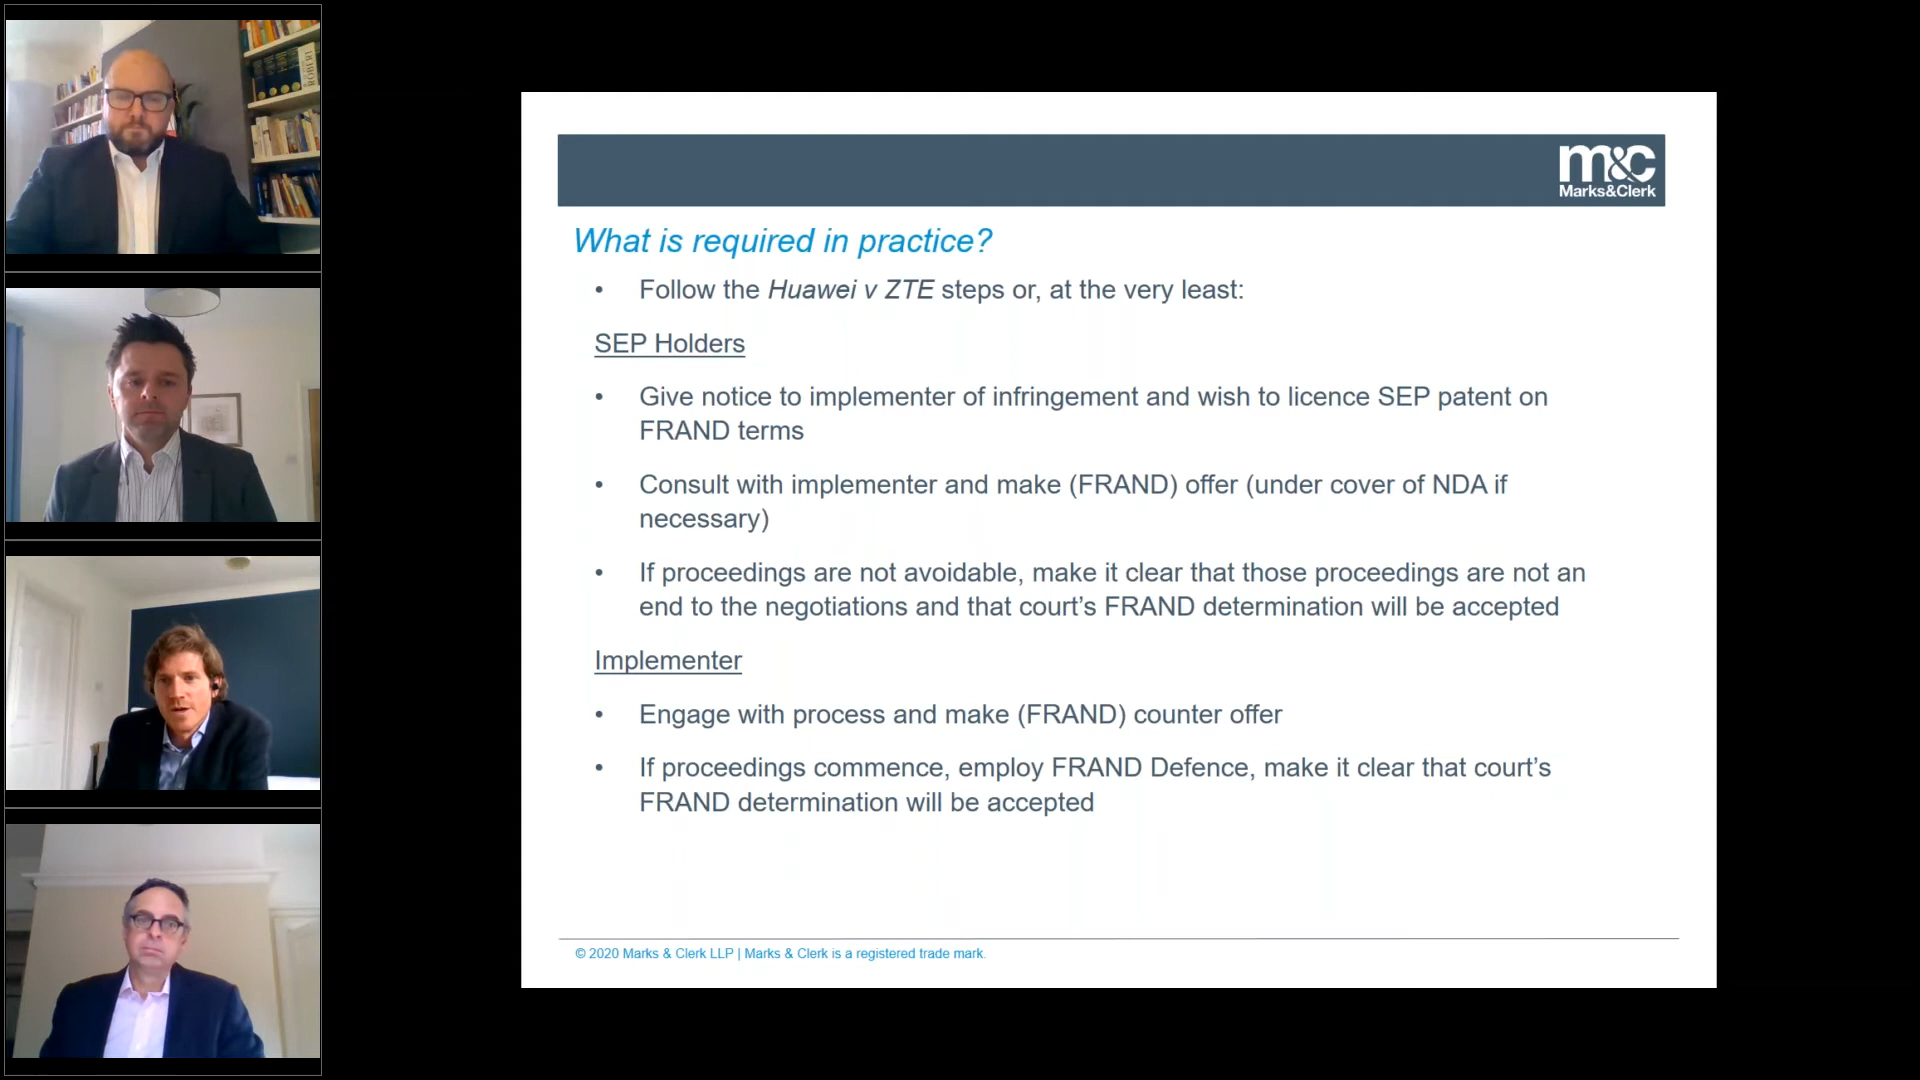 m&c
Marks&Clerk
What is required in practice?
• Follow the Huawei v ZTE steps or, at the very least:
SEP Holders
• Give notice to implementer of infringement and wish to licence SEP patent on
FRAND terms
• Consult with implementer and make (FRAND) offer (under cover of NDA if
necessary)
• If proceedings are not avoidable, make it clear that those proceedings are not an
end to the negotiations and that court’s FRAND determination will be accepted
Implementer
• Engage with process and make (FRAND) counter offer
• If proceedings commence, employ FRAND Defence, make it clear that court’s
FRAND determination will be accepted
© 2020 Marks & Clerk LLP | Marks & Clerk is a registered trade mark.